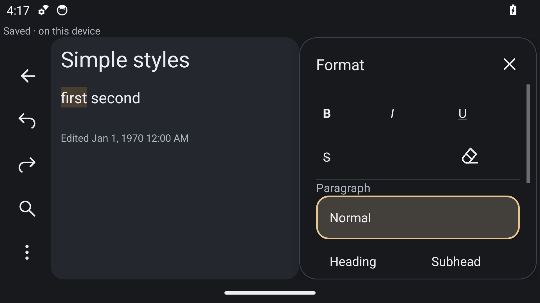 4:17
Saved · on this device
Simple styles
first second
Edited Jan 1, 1970 12:00 AM
Format
B I U
S
Paragraph
Normal
Heading Subhead